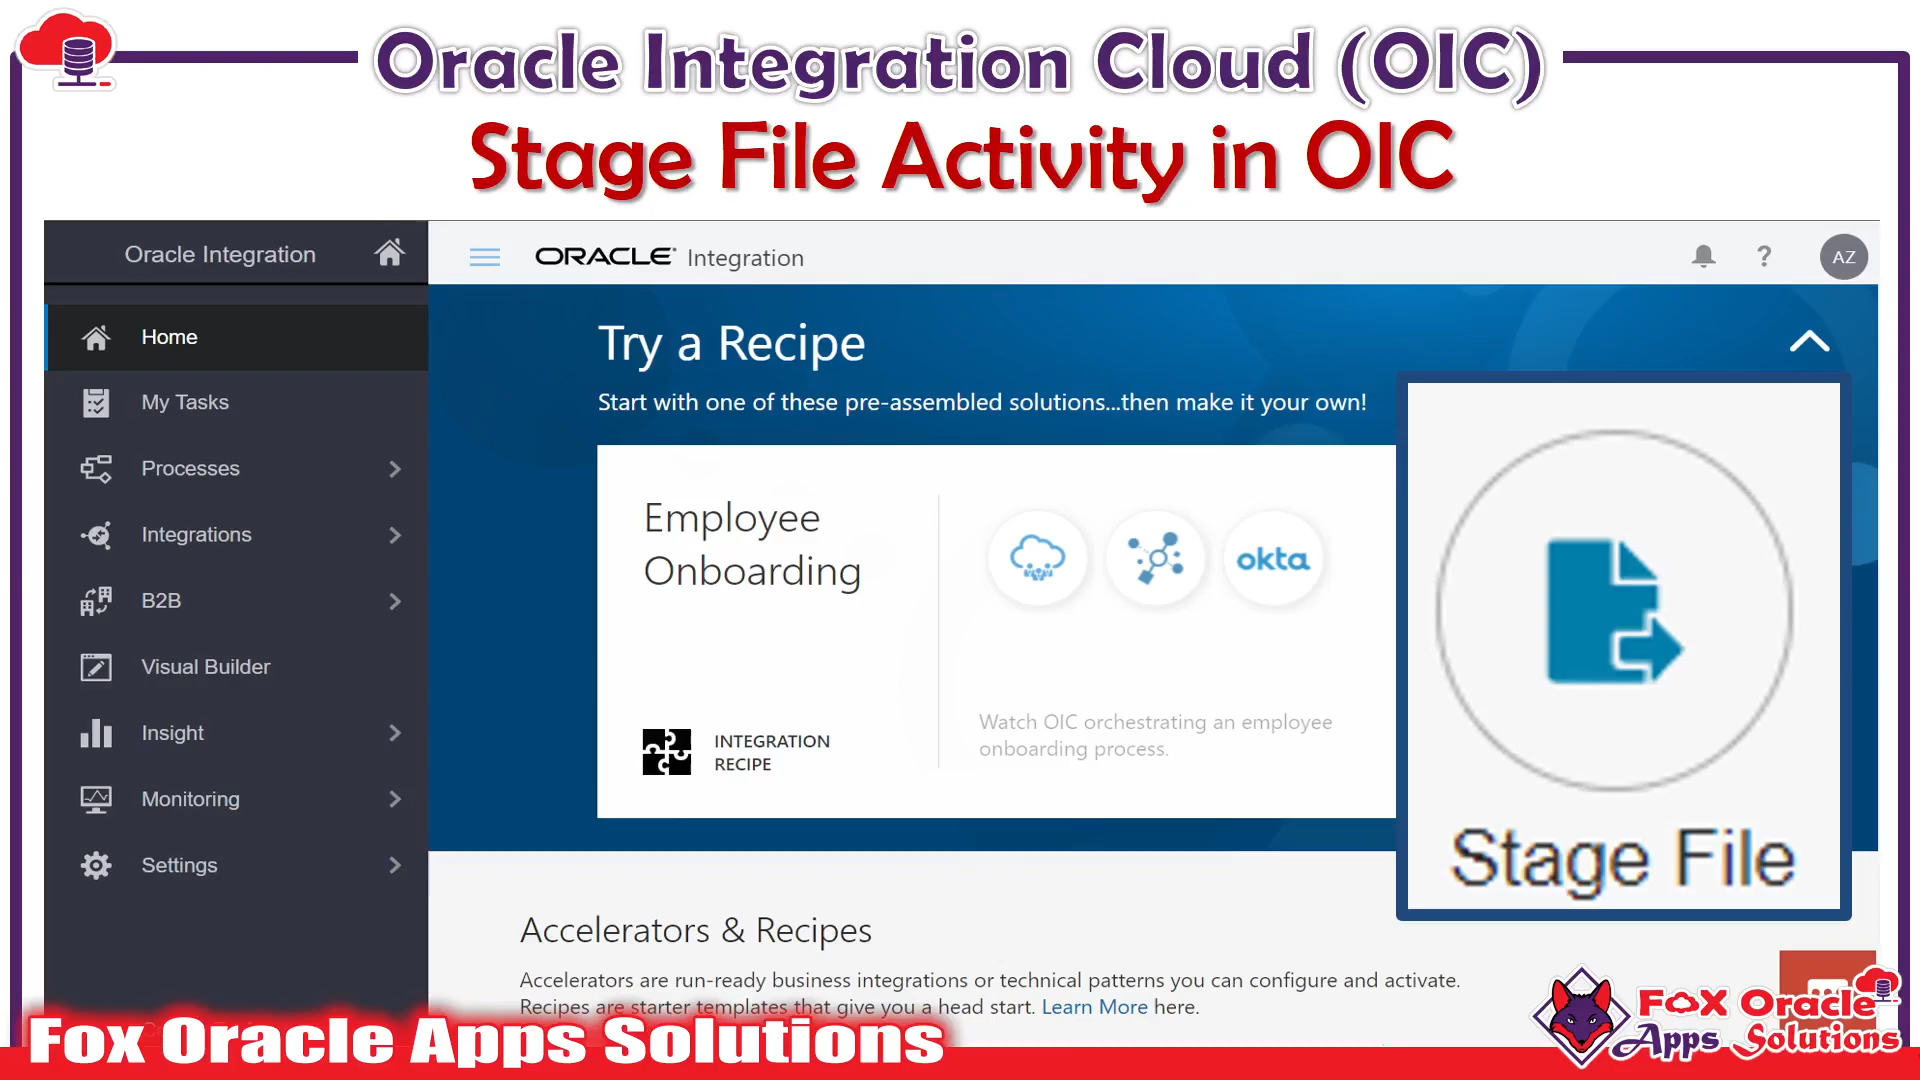 Oracle Integration Cloud (OIC)
Stage File Activity in OIC
Oracle Integration
ORACLE Integration
?
AZ
Home
My Tasks
Processes
Integrations
B2B
Visual Builder
Insight
Monitoring
Settings
Try a Recipe
Start with one of these pre-assembled solutions...then make it your own!
Employee
Onboarding
okta
Watch OIC orchestrating an employee
onboarding process.
INTEGRATION
RECIPE
Stage File
Accelerators & Recipes
Accelerators are run-ready business integrations or technical patterns you can configure and activate.
Recipes are starter templates that give you a head start. Learn More here.
Fox Oracle Apps Solutions
FOX Oracle
Apps Solutions